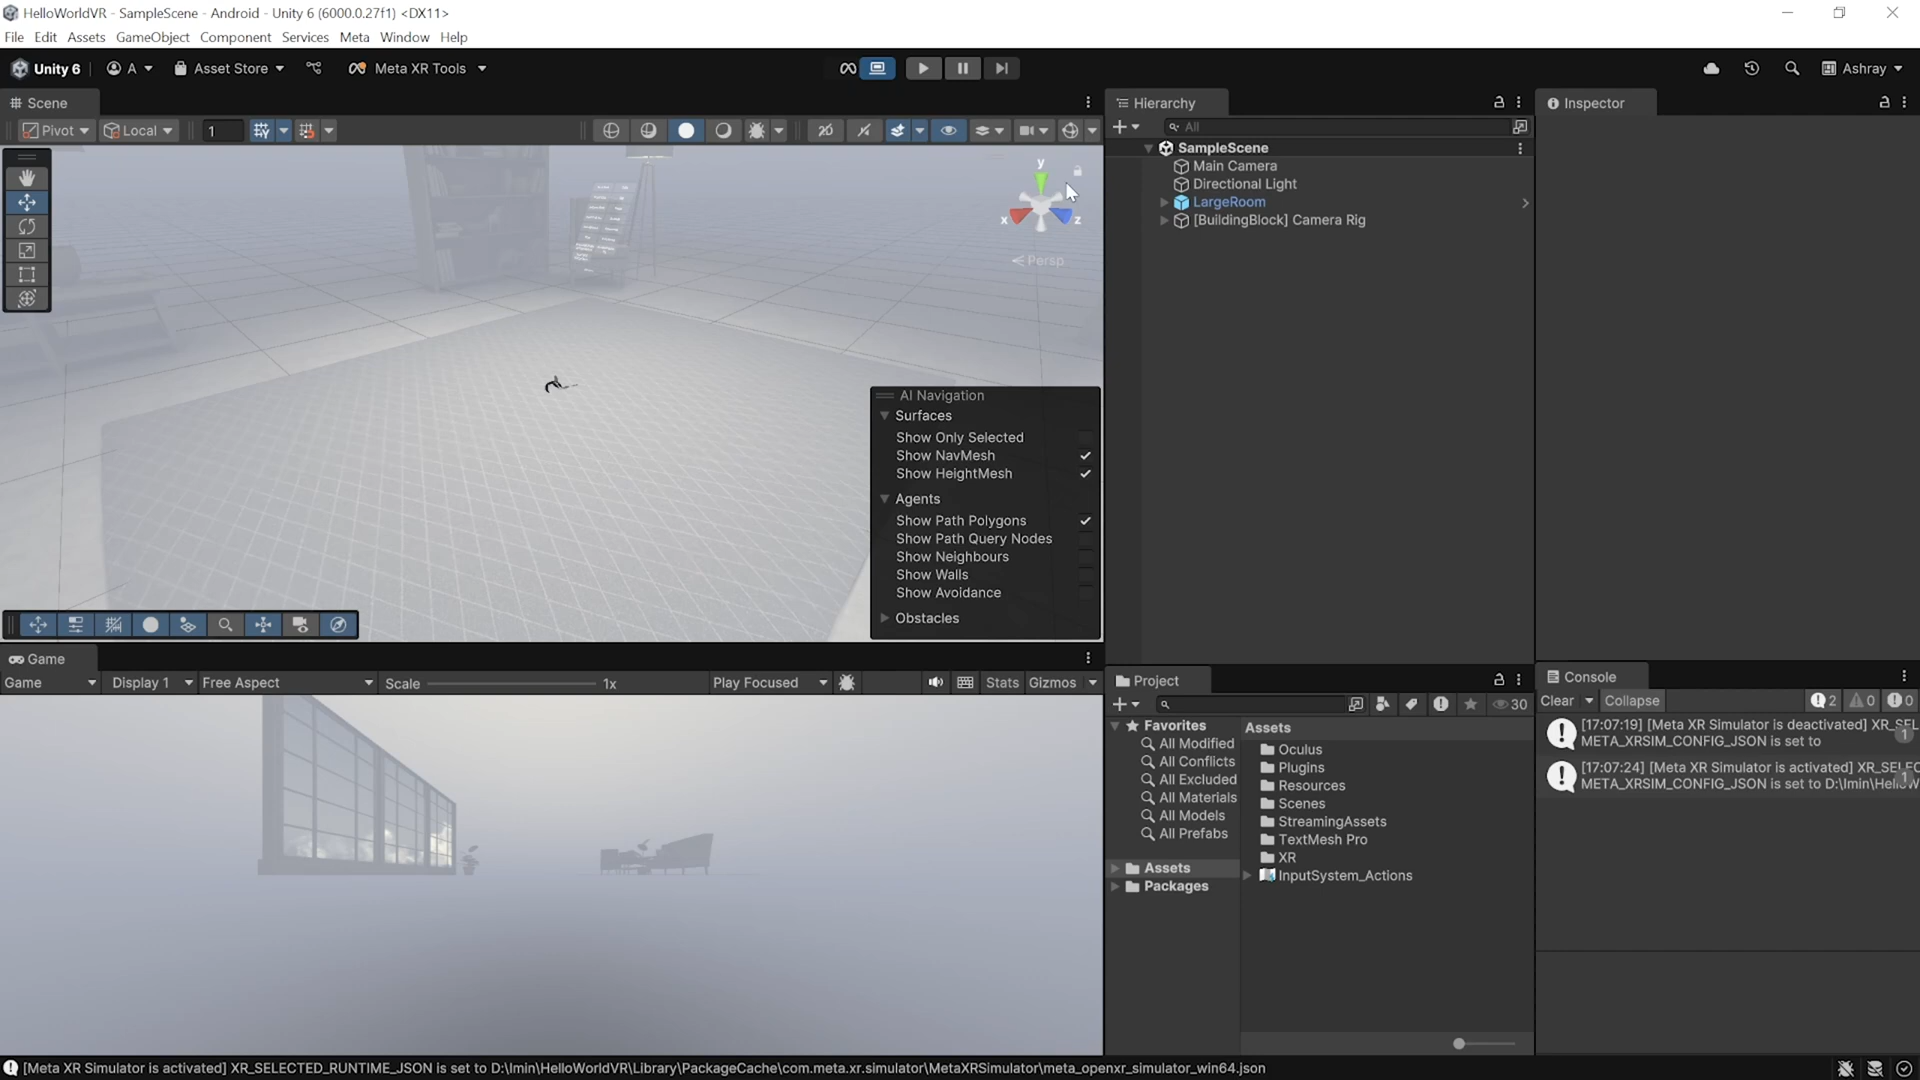 HelloWorldVR - SampleScene - Android - Unity 6 (6000.0.27f1) <DX11>
File Edit Assets GameObject Component Services Meta Window Help
Unity 6 A Asset Store Meta XR Tools Ashray
Scene
Pivot Local 1
y
x z
Persp
AI Navigation
Surfaces
Show Only Selected
Show NavMesh
Show HeightMesh
Agents
Show Path Polygons
Show Path Query Nodes
Show Neighbours
Show Walls
Show Avoidance
Obstacles
Hierarchy
All
SampleScene
Main Camera
Directional Light
LargeRoom
[BuildingBlock] Camera Rig
Inspector
Game
Game Display 1 Free Aspect Scale 1x Play Focused Stats Gizmos
Project
30
Favorites
All Modified
All Conflicts
All Excluded
All Materials
All Models
All Prefabs
Assets
Packages
Assets
Oculus
Plugins
Resources
Scenes
StreamingAssets
TextMesh Pro
XR
InputSystem_Actions
Console
Clear Collapse 2 0 0
[17:07:19] [Meta XR Simulator is deactivated] XR_SEL
META_XRSIM_CONFIG_JSON is set to
1
[17:07:24] [Meta XR Simulator is activated] XR_SELEC
META_XRSIM_CONFIG_JSON is set to D:\Imin\HelloW
1
[Meta XR Simulator is activated] XR_SELECTED_RUNTIME_JSON is set to D:\Imin\HelloWorldVR\Library\PackageCache\com.meta.xr.simulator\MetaXRSimulator\meta_openxr_simulator_win64.json